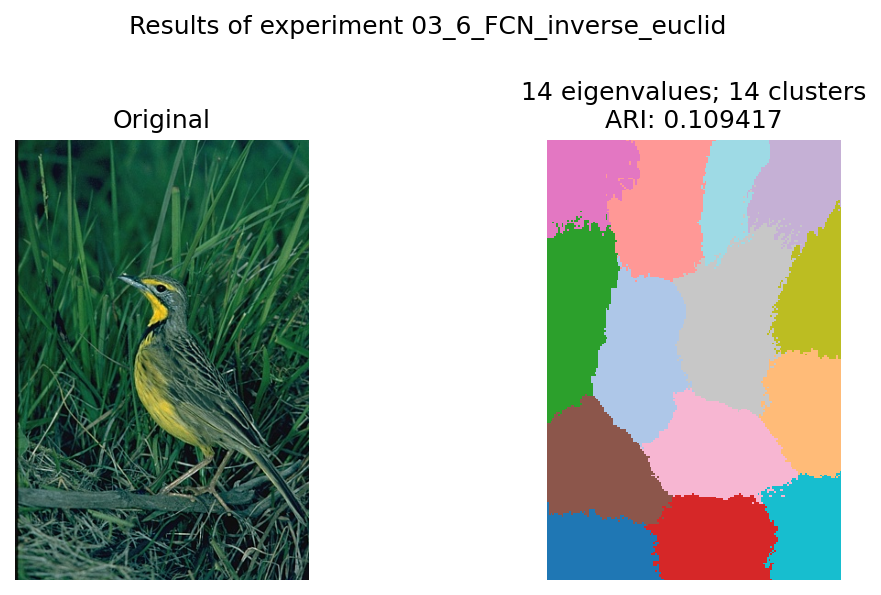 Results of experiment 03_6_FCN_inverse_euclid
Original
14 eigenvalues; 14 clusters
ARI: 0.109417